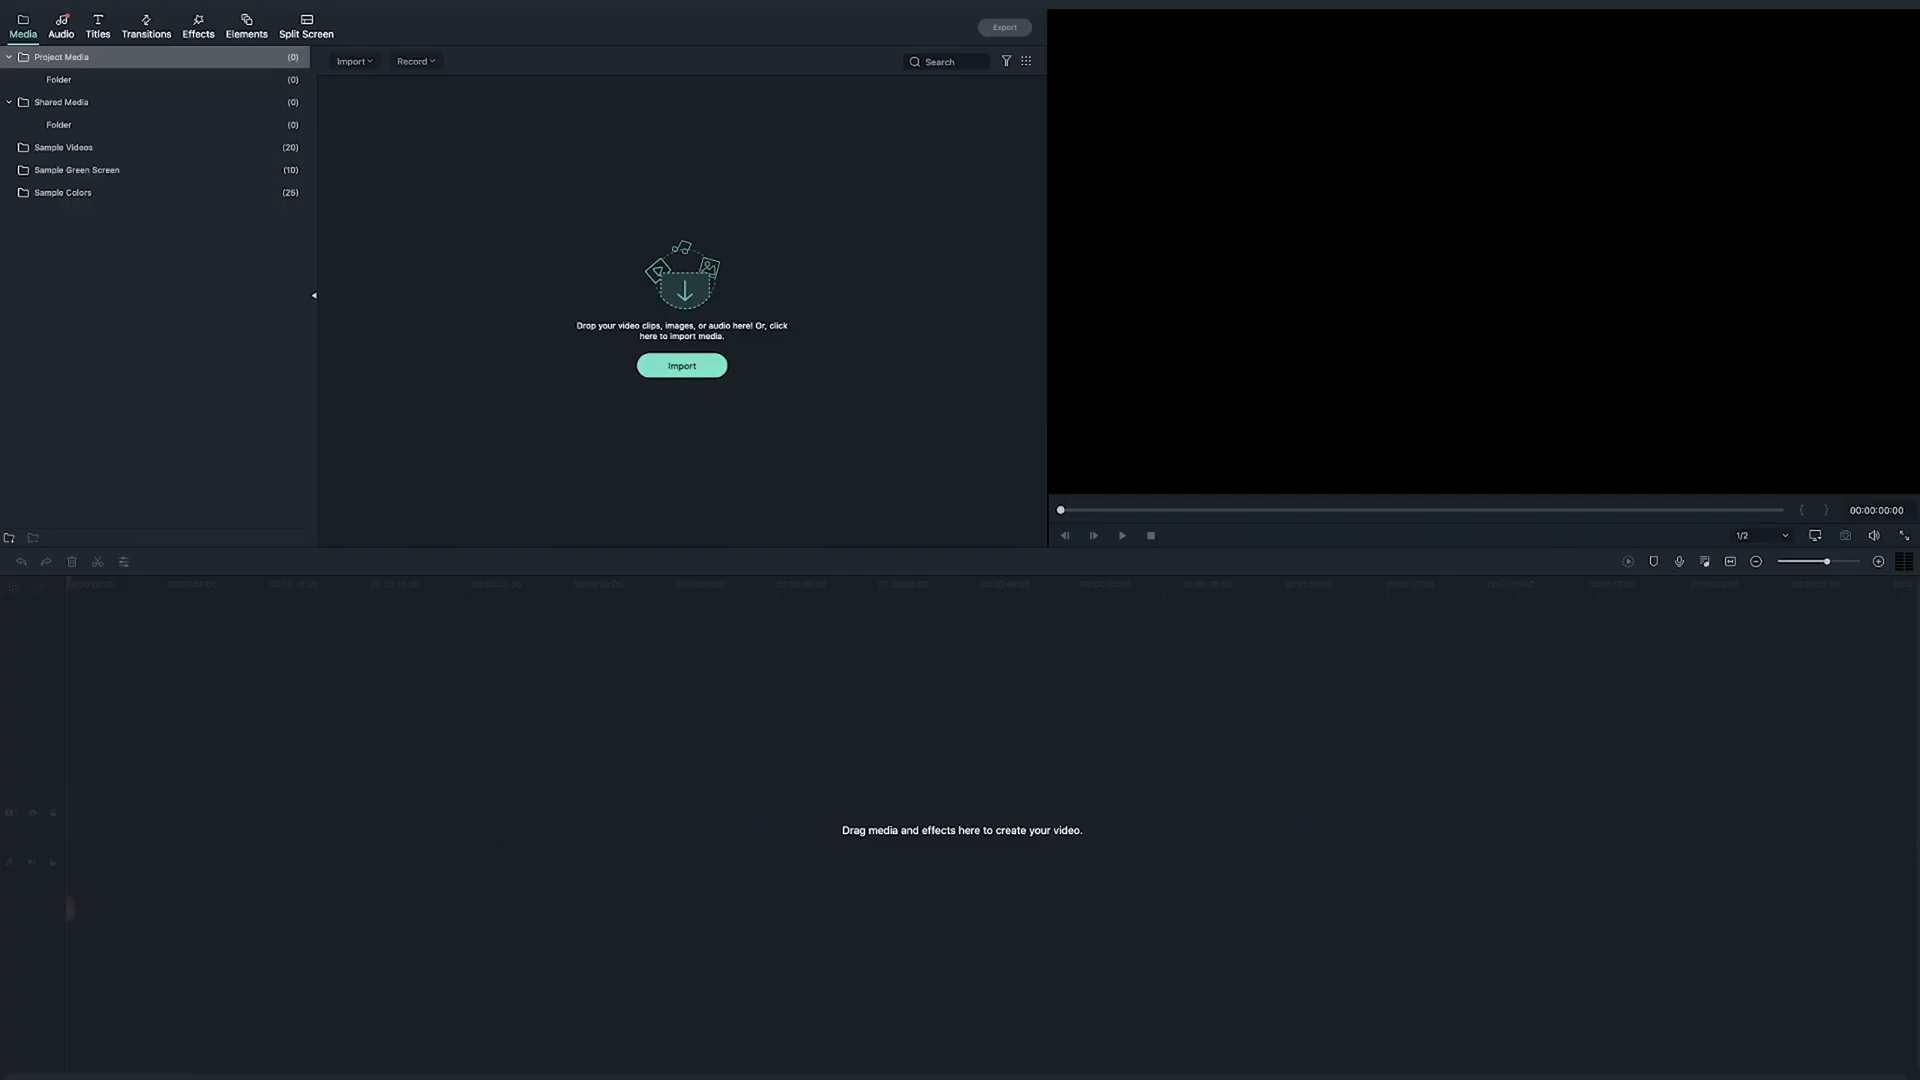 Media
Audio
Titles
Transitions
Effects
Elements
Split Screen
Export
Project Media (0)
Folder (0)
Shared Media (0)
Folder (0)
Sample Videos (20)
Sample Green Screen (10)
Sample Colors (25)
Import
Record
Search
Drop your video clips, images, or audio here! Or, click
here to import media.
Import
00:00:00:00
1/2
Drag media and effects here to create your video.